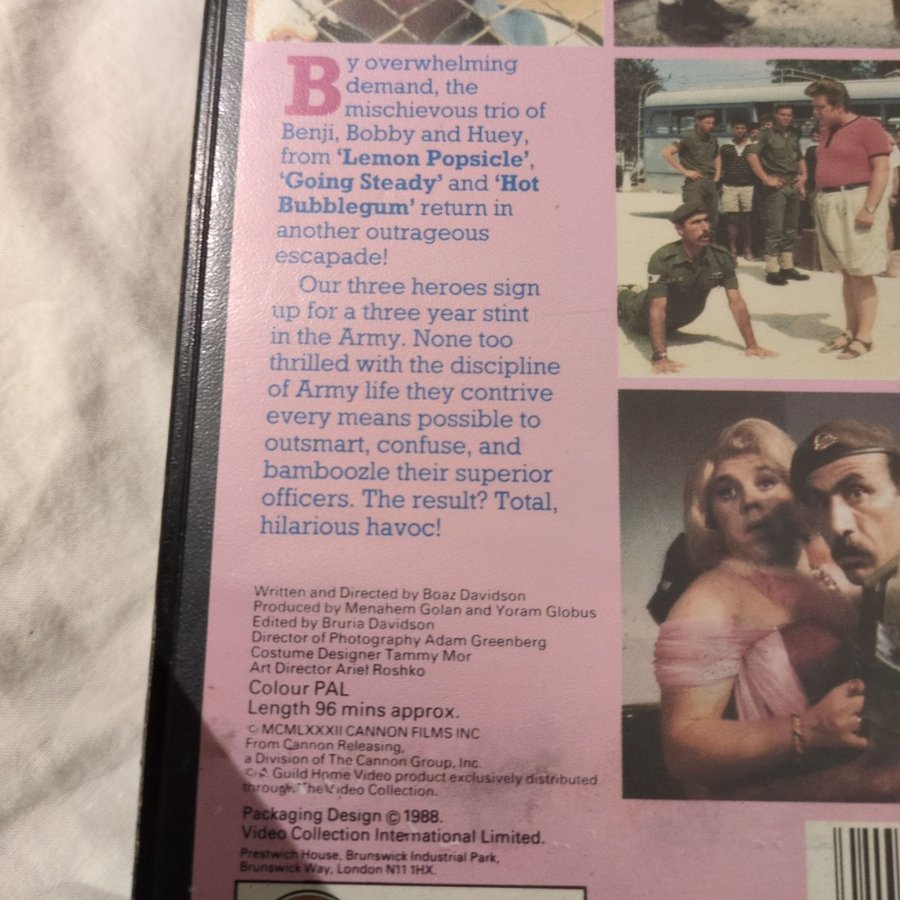 By overwhelming
demand, the
mischievous trio of
Benji, Bobby and Huey,
from ‘Lemon Popsicle’,
‘Going Steady’ and ‘Hot
Bubblegum’ return in
another outrageous
escapade!
Our three heroes sign
up for a three year stint
in the Army. None too
thrilled with the discipline
of Army life they contrive
every means possible to
outsmart, confuse, and
bamboozle their superior
officers. The result? Total,
hilarious havoc!
Written and Directed by Boaz Davidson
Produced by Menahem Golan and Yoram Globus
Edited by Bruria Davidson
Director of Photography Adam Greenberg
Costume Designer Tammy Mor
Art Director Ariel Roshko
Colour PAL
Length 96 mins approx.
© MCMLXXXII CANNON FILMS INC
From Cannon Releasing,
a Division of The Cannon Group, Inc.
© A Guild Home Video product exclusively distributed
through The Video Collection.
Packaging Design © 1988.
Video Collection International Limited.
Prestwich House, Brunswick Industrial Park,
Brunswick Way, London N11 1HX.